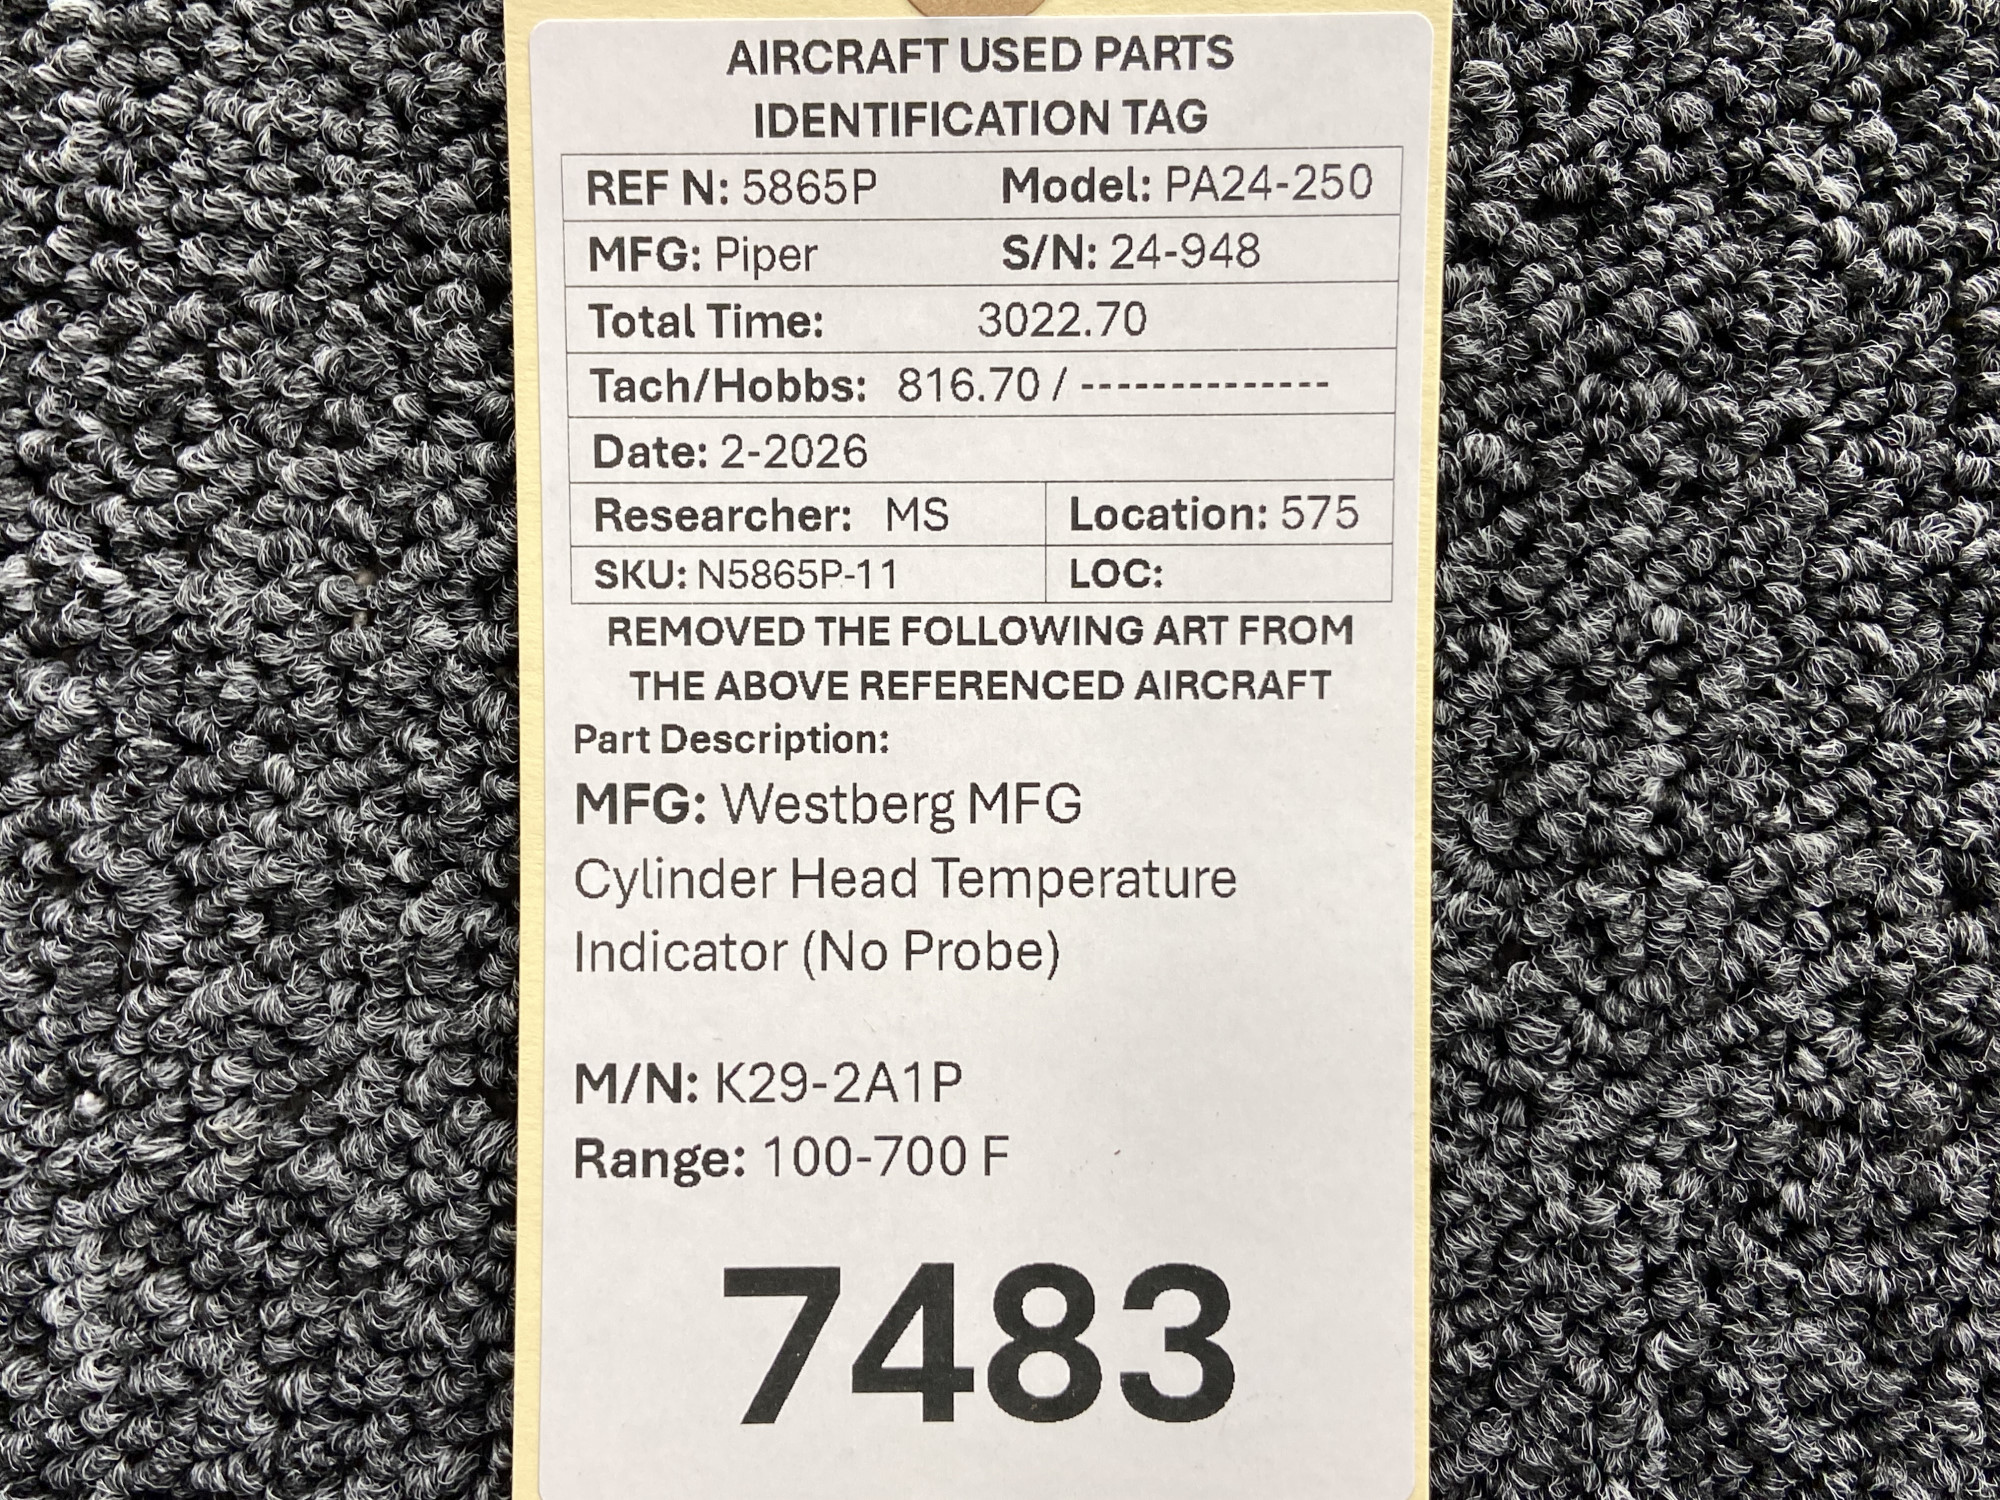 AIRCRAFT USED PARTS
IDENTIFICATION TAG
REF N: 5865P Model: PA24-250
MFG: Piper S/N: 24-948
Total Time: 3022.70
Tach/Hobbs: 816.70 / --------------
Date: 2-2026
Researcher: MS Location: 575
SKU: N5865P-11 LOC:
REMOVED THE FOLLOWING ART FROM
THE ABOVE REFERENCED AIRCRAFT
Part Description:
MFG: Westberg MFG
Cylinder Head Temperature
Indicator (No Probe)
M/N: K29-2A1P
Range: 100-700 F
7483